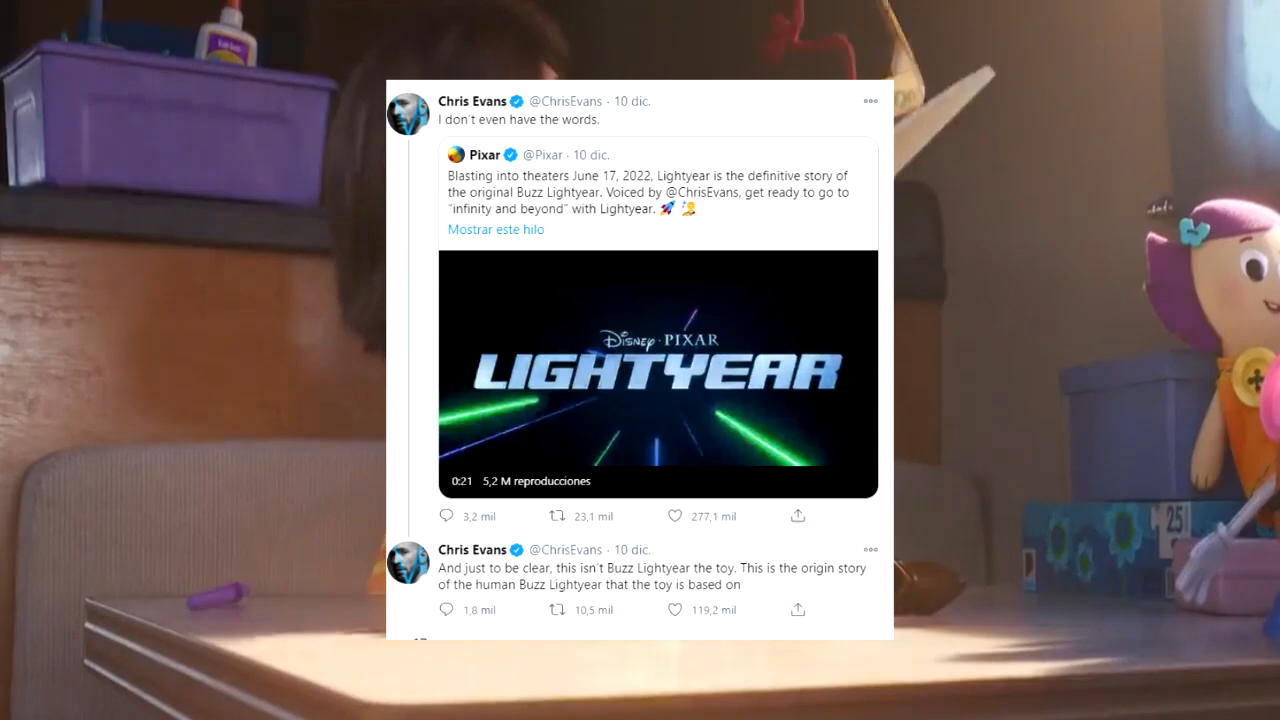 Chris Evans @ChrisEvans · 10 dic.
I don't even have the words.
Pixar @Pixar · 10 dic.
Blasting into theaters June 17, 2022, Lightyear is the definitive story of
the original Buzz Lightyear. Voiced by @ChrisEvans, get ready to go to
“infinity and beyond” with Lightyear. 🚀
Mostrar este hilo
Disney · PIXAR
LIGHTYEAR
0:21 5,2 M reproducciones
3,2 mil 23,1 mil 277,1 mil
Chris Evans @ChrisEvans · 10 dic.
And just to be clear, this isn't Buzz Lightyear the toy. This is the origin story
of the human Buzz Lightyear that the toy is based on
1,8 mil 10,5 mil 119,2 mil
25